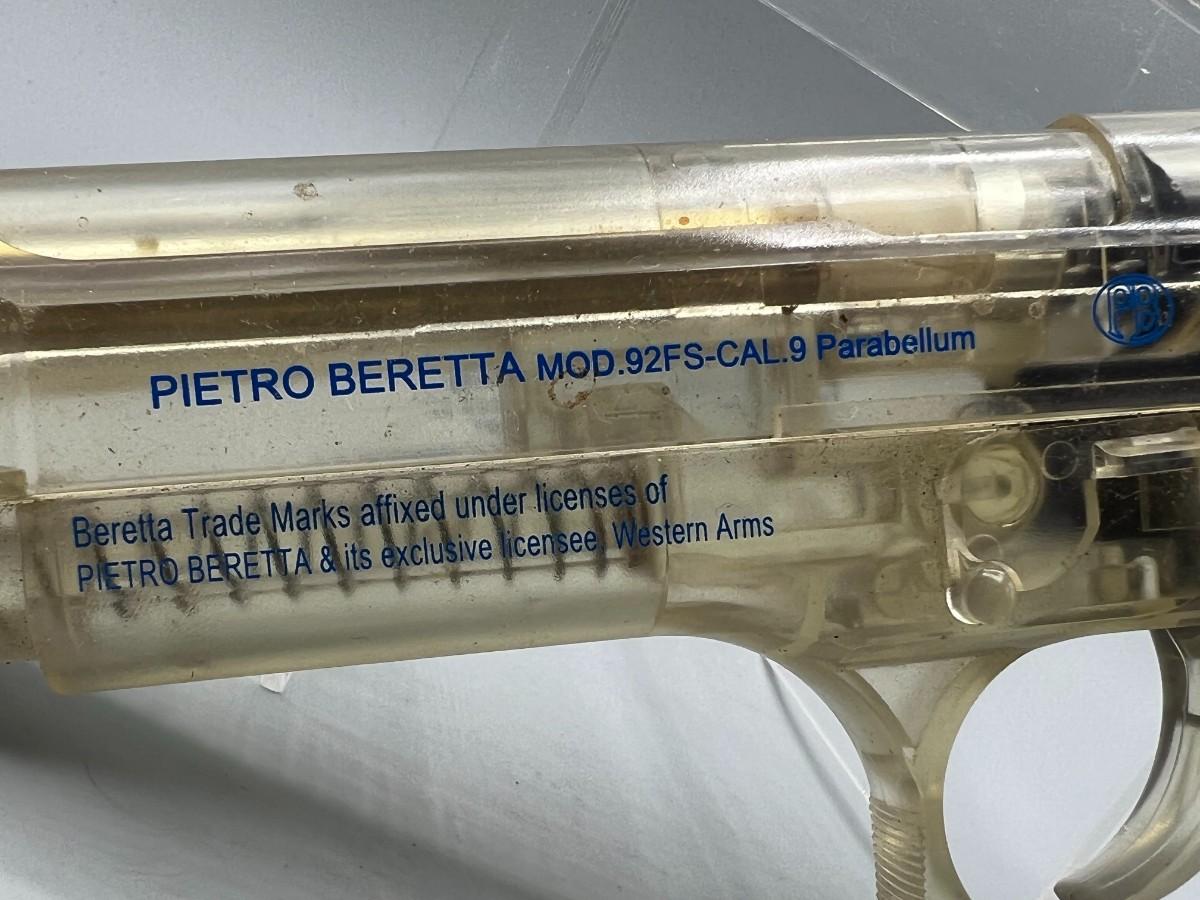 PIETRO BERETTA MOD.92FS-CAL.9 Parabellum
PB
Beretta Trade Marks affixed under licenses of
PIETRO BERETTA & its exclusive licensee, Western Arms